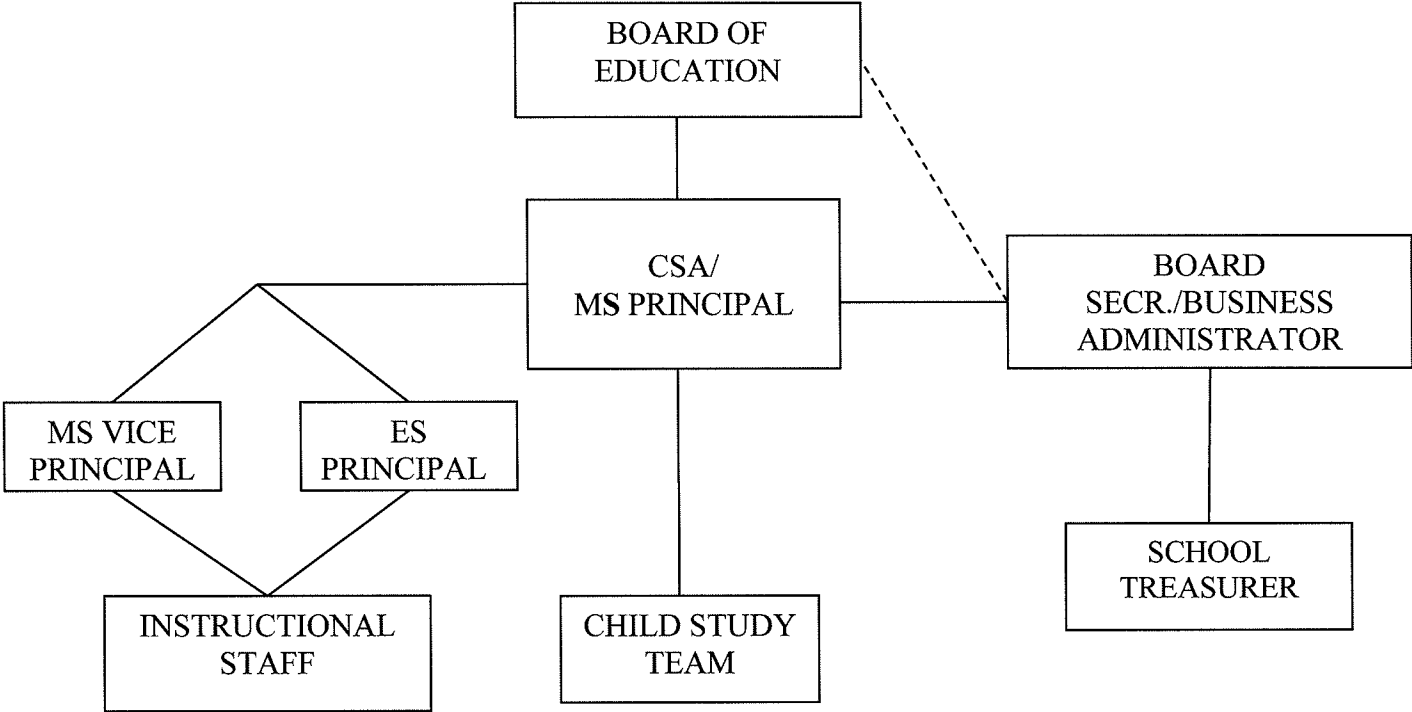 BOARD OF
EDUCATION
CSA/
MS PRINCIPAL
BOARD
SECR./BUSINESS
ADMINISTRATOR
MS VICE
PRINCIPAL
ES
PRINCIPAL
SCHOOL
TREASURER
INSTRUCTIONAL
STAFF
CHILD STUDY
TEAM